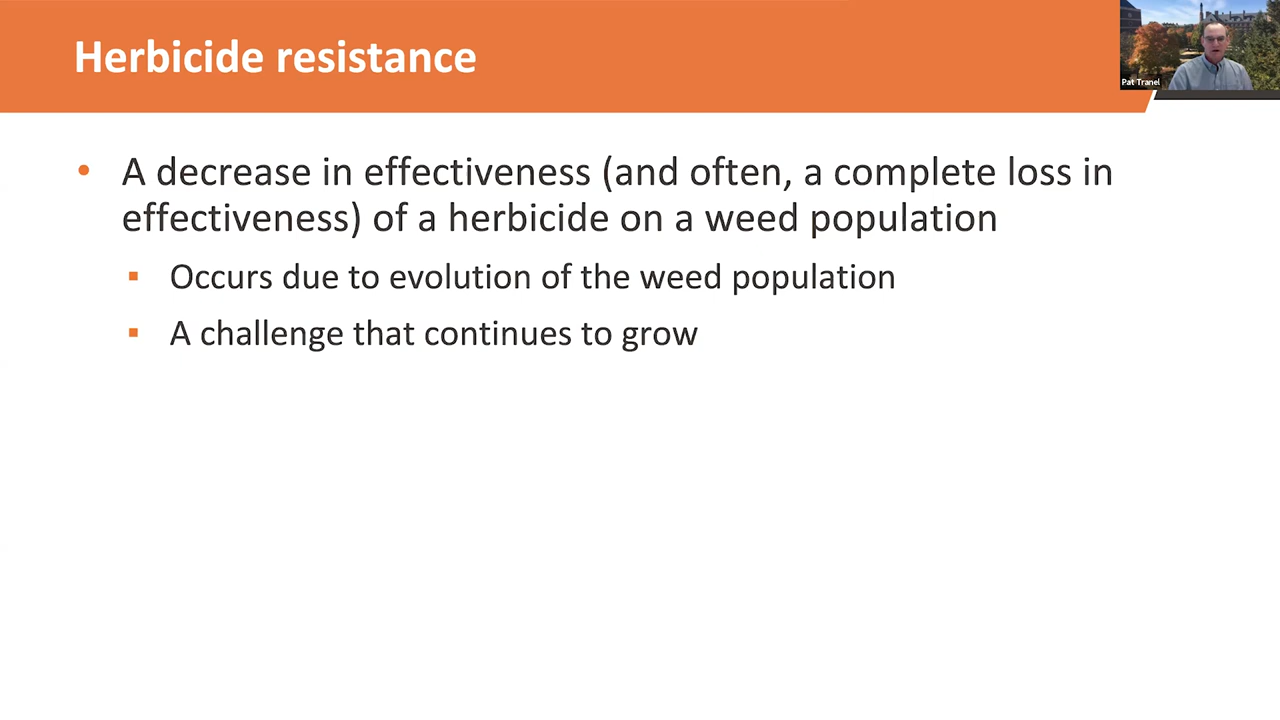 Herbicide resistance
Pat Tranel
• A decrease in effectiveness (and often, a complete loss in
effectiveness) of a herbicide on a weed population
▪ Occurs due to evolution of the weed population
▪ A challenge that continues to grow